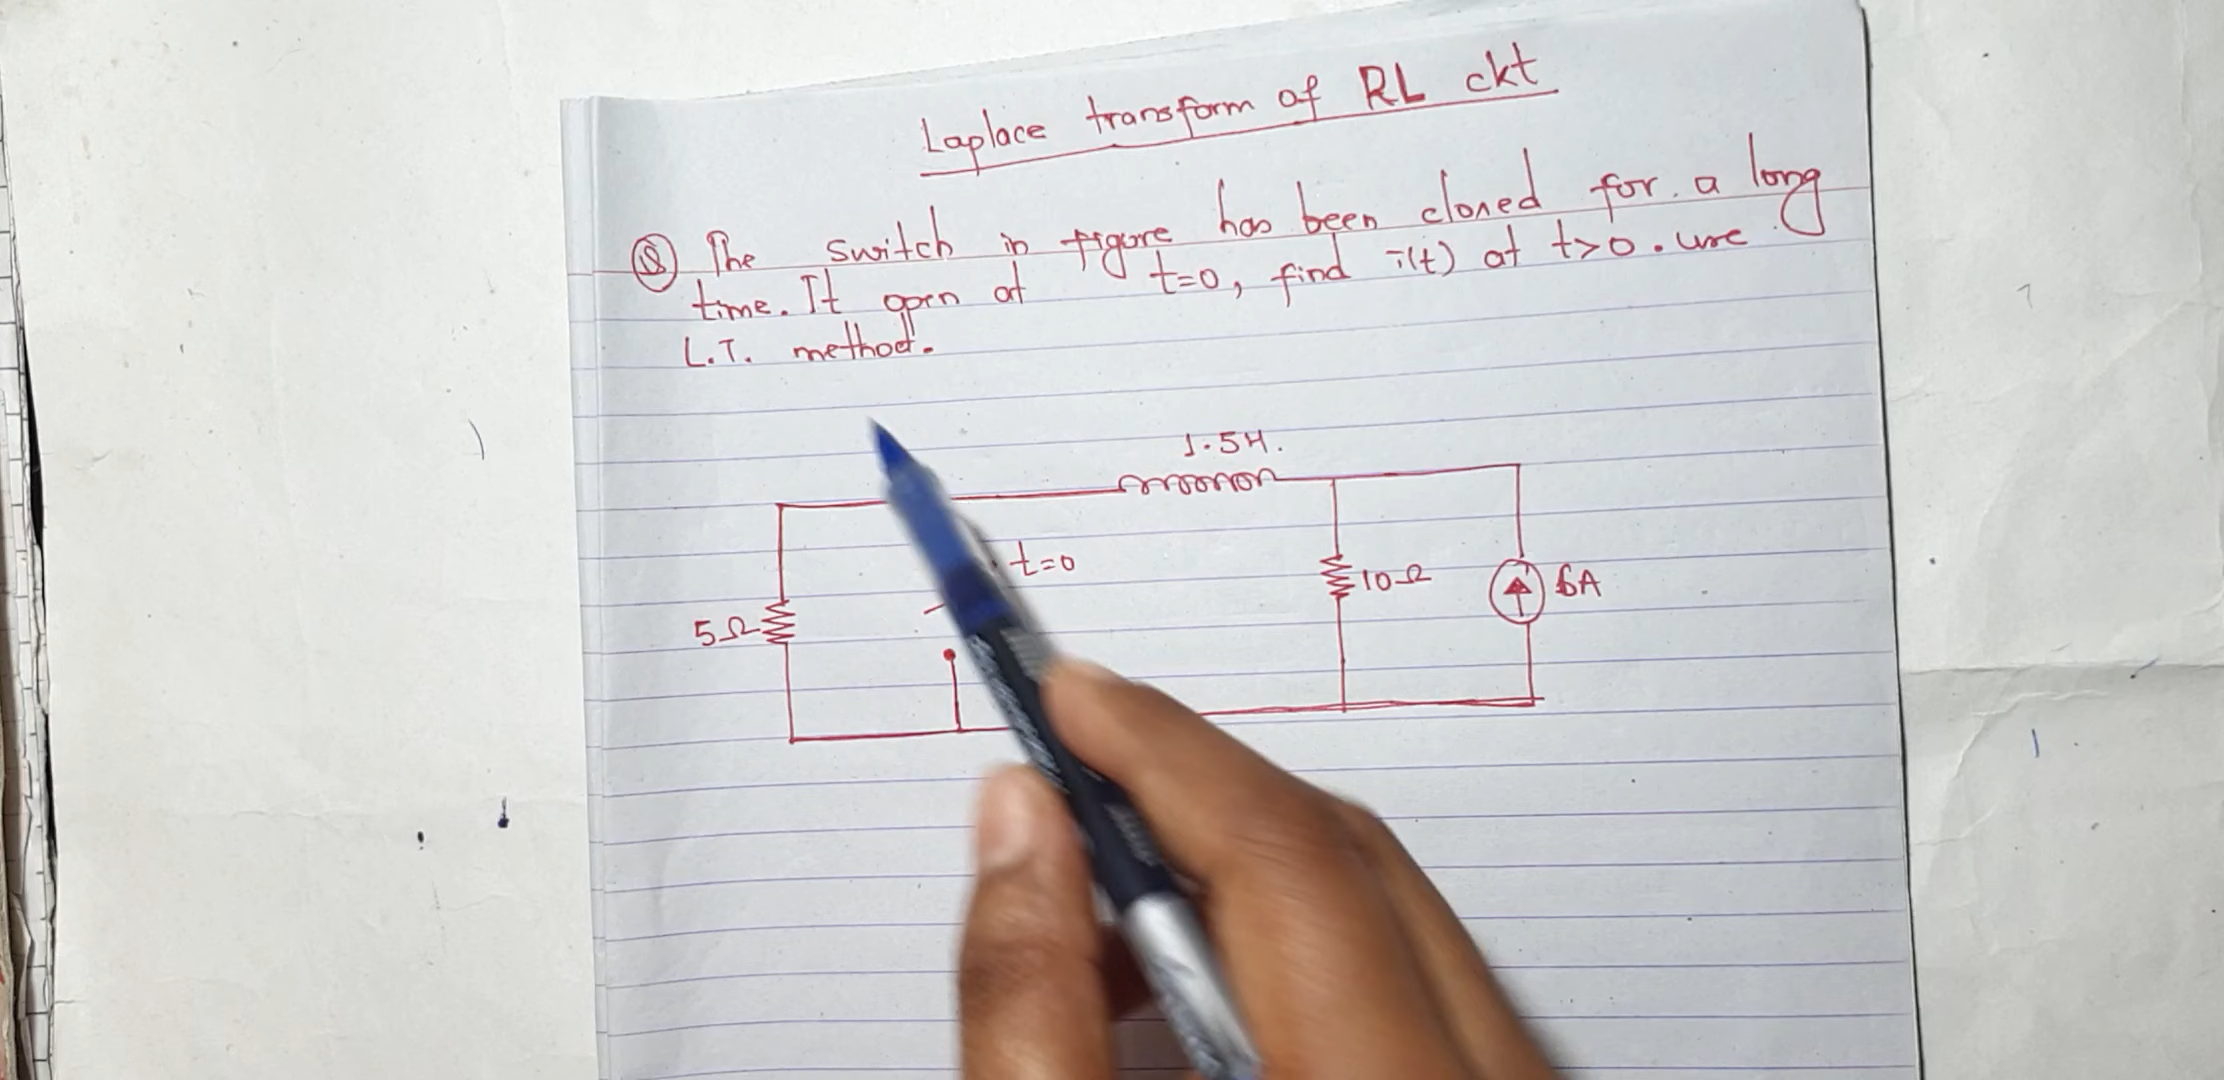 Laplace transform of RL ckt
Q The switch in figure has been closed for a long
time. It open at t=0, find i(t) at t>0. use
L.T. method.
1.5H.
t=0
5Ω
10Ω
6A